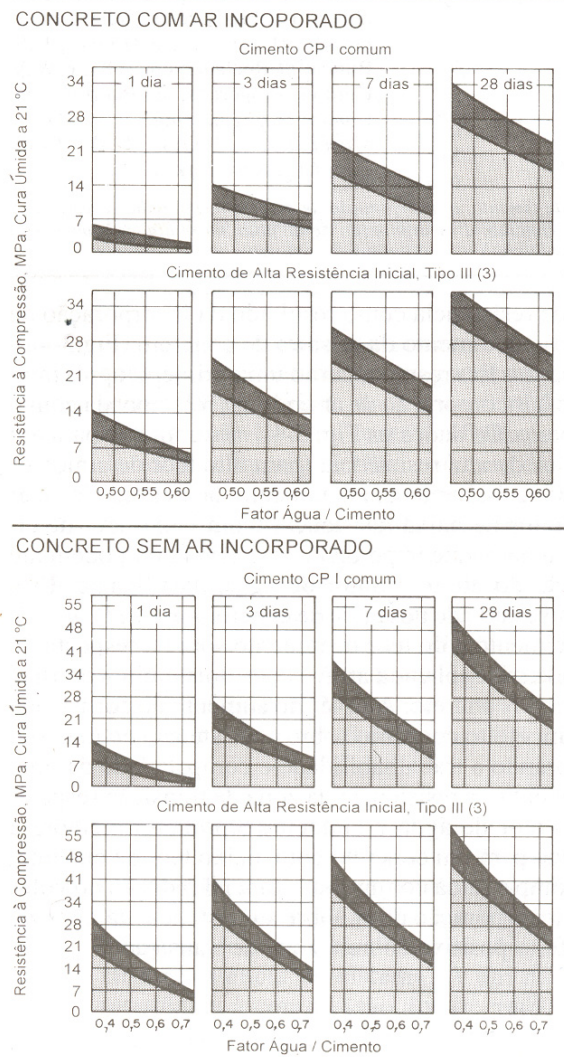 CONCRETO COM AR INCOPORADO
Cimento CP I comum
Resistência à Compressão, MPa, Cura Úmida a 21 ºC
34
28
21
14
7
0
1 dia
3 dias
7 dias
28 dias
Cimento de Alta Resistência Inicial, Tipo III (3)
34
28
21
14
7
0
0,50 0,55 0,60
0,50 0,55 0,60
0,50 0,55 0,60
0,50 0,55 0,60
Fator Água / Cimento
CONCRETO SEM AR INCORPORADO
Cimento CP I comum
Resistência à Compressão, MPa, Cura Úmida a 21 ºC
55
48
41
34
28
21
14
7
0
1 dia
3 dias
7 dias
28 dias
Cimento de Alta Resistência Inicial, Tipo III (3)
55
48
41
34
28
21
14
7
0
0,4 0,5 0,6 0,7
0,4 0,5 0,6 0,7
0,4 0,5 0,6 0,7
0,4 0,5 0,6 0,7
Fator Água / Cimento